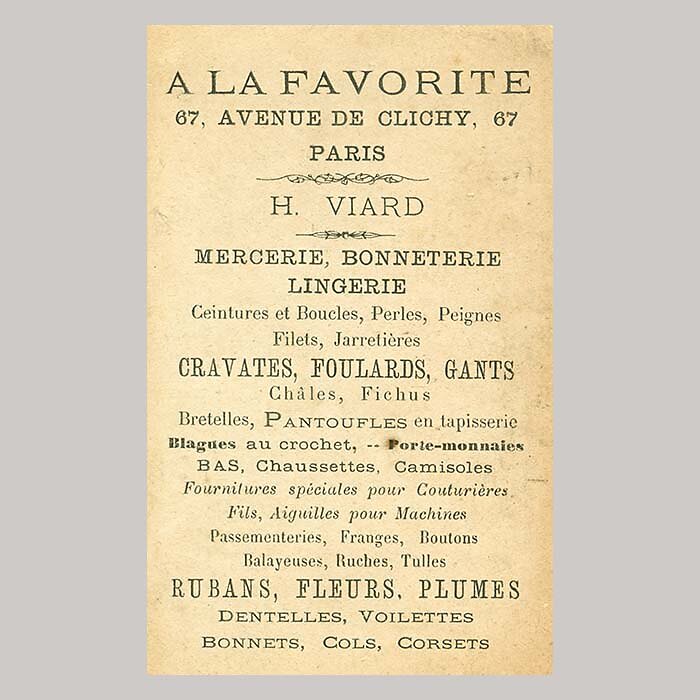 A LA FAVORITE
67, AVENUE DE CLICHY, 67
PARIS
H. VIARD
MERCERIE, BONNETERIE
LINGERIE
Ceintures et Boucles, Perles, Peignes
Filets, Jarretières
CRAVATES, FOULARDS, GANTS
Châles, Fichus
Bretelles, PANTOUFLES en tapisserie
Blagues au crochet, -- Porte-monnaies
BAS, Chaussettes, Camisoles
Fournitures spéciales pour Couturières
Fils, Aiguilles pour Machines
Passementeries, Franges, Boutons
Balayeuses, Ruches, Tulles
RUBANS, FLEURS, PLUMES
DENTELLES, VOILETTES
BONNETS, COLS, CORSETS